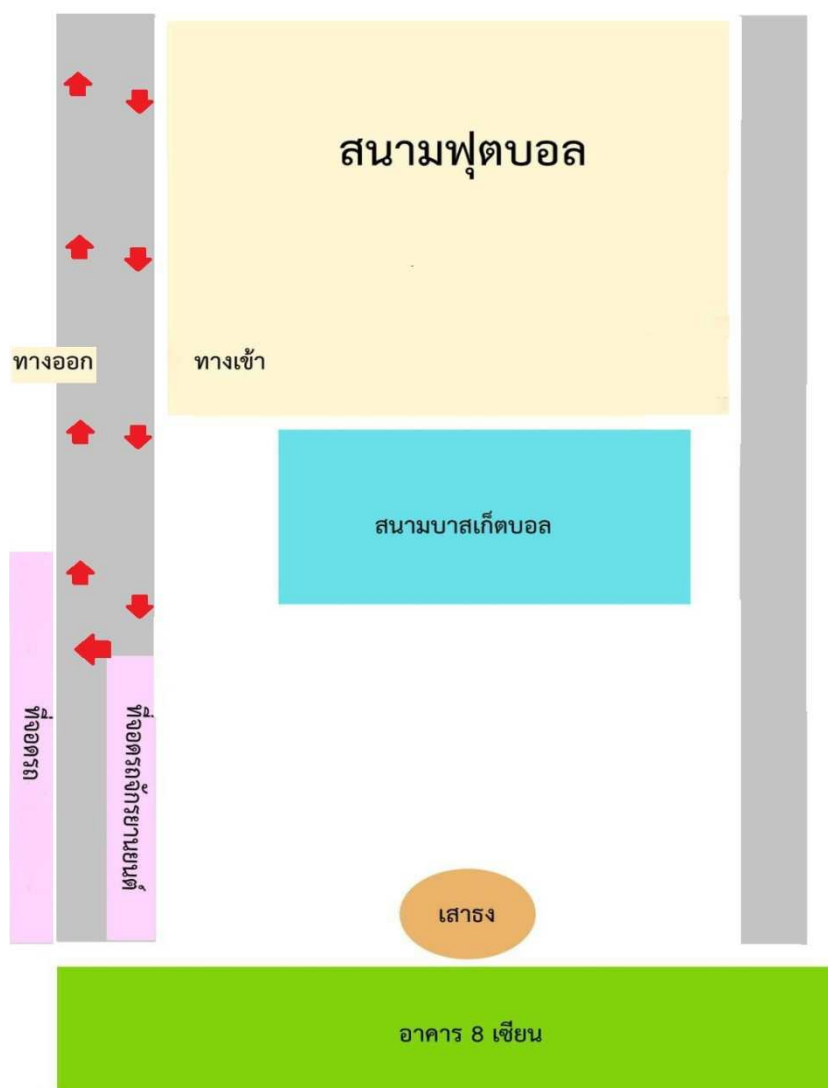 สนามฟุตบอล
ทางออก
ทางเข้า
สนามบาสเก็ตบอล
ที่จอดรถ
ที่จอดรถจักรยานยนต์
เสาธง
อาคาร 8 เซียน